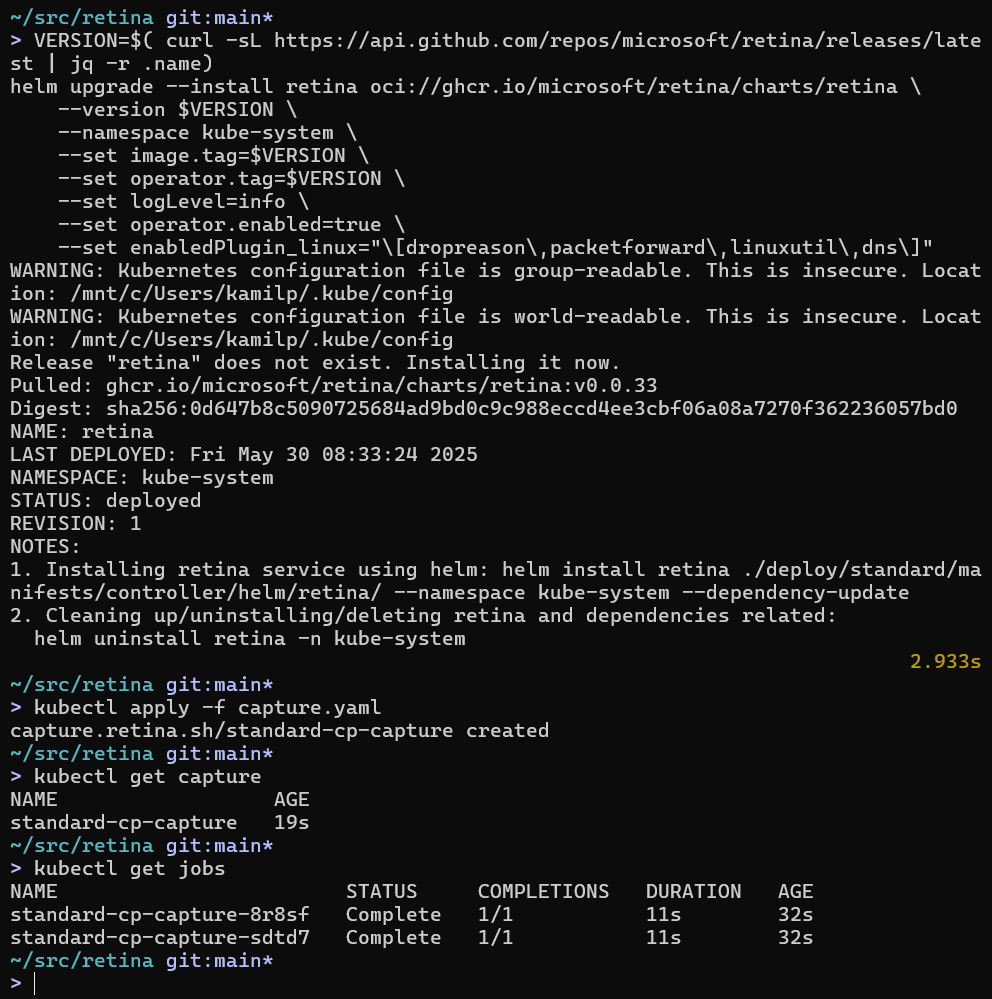 ~/src/retina git:main*
> VERSION=$( curl -sL https://api.github.com/repos/microsoft/retina/releases/late
st | jq -r .name)
helm upgrade --install retina oci://ghcr.io/microsoft/retina/charts/retina \
    --version $VERSION \
    --namespace kube-system \
    --set image.tag=$VERSION \
    --set operator.tag=$VERSION \
    --set logLevel=info \
    --set operator.enabled=true \
    --set enabledPlugin_linux="\[dropreason\,packetforward\,linuxutil\,dns\]"
WARNING: Kubernetes configuration file is group-readable. This is insecure. Locat
ion: /mnt/c/Users/kamilp/.kube/config
WARNING: Kubernetes configuration file is world-readable. This is insecure. Locat
ion: /mnt/c/Users/kamilp/.kube/config
Release "retina" does not exist. Installing it now.
Pulled: ghcr.io/microsoft/retina/charts/retina:v0.0.33
Digest: sha256:0d647b8c5090725684ad9bd0c9c988eccd4ee3cbf06a08a7270f362236057bd0
NAME: retina
LAST DEPLOYED: Fri May 30 08:33:24 2025
NAMESPACE: kube-system
STATUS: deployed
REVISION: 1
NOTES:
1. Installing retina service using helm: helm install retina ./deploy/standard/ma
nifests/controller/helm/retina/ --namespace kube-system --dependency-update
2. Cleaning up/uninstalling/deleting retina and dependencies related:
  helm uninstall retina -n kube-system
2.933s
~/src/retina git:main*
> kubectl apply -f capture.yaml
capture.retina.sh/standard-cp-capture created
~/src/retina git:main*
> kubectl get capture
NAME                  AGE
standard-cp-capture   19s
~/src/retina git:main*
> kubectl get jobs
NAME                        STATUS     COMPLETIONS   DURATION   AGE
standard-cp-capture-8r8sf   Complete   1/1           11s        32s
standard-cp-capture-sdtd7   Complete   1/1           11s        32s
~/src/retina git:main*
>